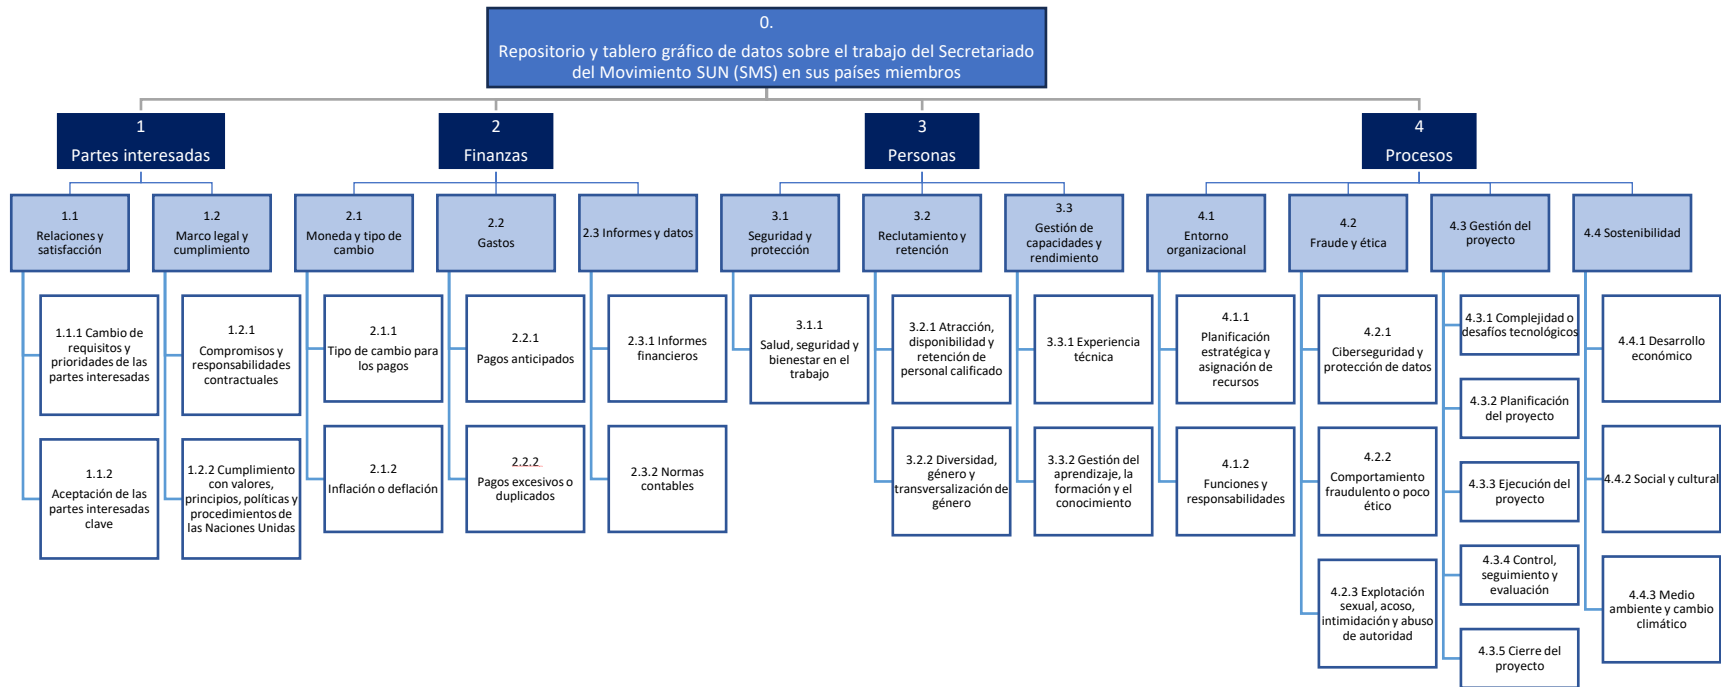 0.
Repositorio y tablero gráfico de datos sobre el trabajo del Secretariado
del Movimiento SUN (SMS) en sus países miembros
1
Partes interesadas
2
Finanzas
3
Personas
4
Procesos
1.1
Relaciones y
satisfacción
1.2
Marco legal y
cumplimiento
2.1
Moneda y tipo de
cambio
2.2
Gastos
2.3 Informes y datos
3.1
Seguridad y
protección
3.2
Reclutamiento y
retención
3.3
Gestión de
capacidades y
rendimiento
4.1
Entorno
organizacional
4.2
Fraude y ética
4.3 Gestión del
proyecto
4.4 Sostenibilidad
1.1.1 Cambio de
requisitos y
prioridades de las
partes interesadas
1.1.2
Aceptación de las
partes interesadas
clave
1.2.1
Compromisos y
responsabilidades
contractuales
1.2.2 Cumplimiento
con valores,
principios, políticas y
procedimientos de
las Naciones Unidas
2.1.1
Tipo de cambio para
los pagos
2.1.2
Inflación o deflación
2.2.1
Pagos anticipados
2.2.2
Pagos excesivos o
duplicados
2.3.1 Informes
financieros
2.3.2 Normas
contables
3.1.1
Salud, seguridad y
bienestar en el
trabajo
3.2.1 Atracción,
disponibilidad y
retención de
personal calificado
3.2.2 Diversidad,
género y
transversalización de
género
3.3.1 Experiencia
técnica
3.3.2 Gestión del
aprendizaje, la
formación y el
conocimiento
4.1.1
Planificación
estratégica y
asignación de
recursos
4.1.2
Funciones y
responsabilidades
4.2.1
Ciberseguridad y
protección de datos
4.2.2
Comportamiento
fraudulento o poco
ético
4.2.3 Explotación
sexual, acoso,
intimidación y abuso
de autoridad
4.3.1 Complejidad o
desafíos tecnológicos
4.3.2 Planificación
del proyecto
4.3.3 Ejecución del
proyecto
4.3.4 Control,
seguimiento y
evaluación
4.3.5 Cierre del
proyecto
4.4.1 Desarrollo
económico
4.4.2 Social y cultural
4.4.3 Medio
ambiente y cambio
climático